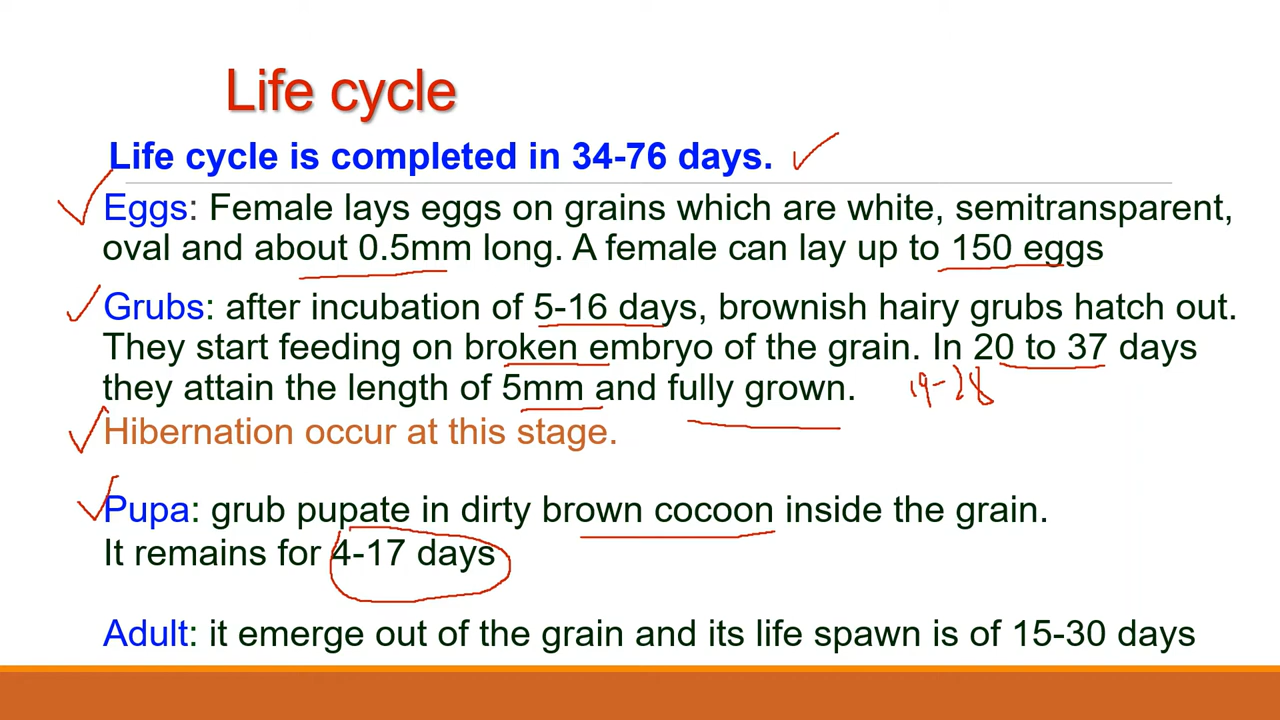 Life cycle
Life cycle is completed in 34-76 days.
Eggs: Female lays eggs on grains which are white, semitransparent,
oval and about 0.5mm long. A female can lay up to 150 eggs
Grubs: after incubation of 5-16 days, brownish hairy grubs hatch out.
They start feeding on broken embryo of the grain. In 20 to 37 days
they attain the length of 5mm and fully grown.
19-28
Hibernation occur at this stage.
Pupa: grub pupate in dirty brown cocoon inside the grain.
It remains for 4-17 days
Adult: it emerge out of the grain and its life spawn is of 15-30 days